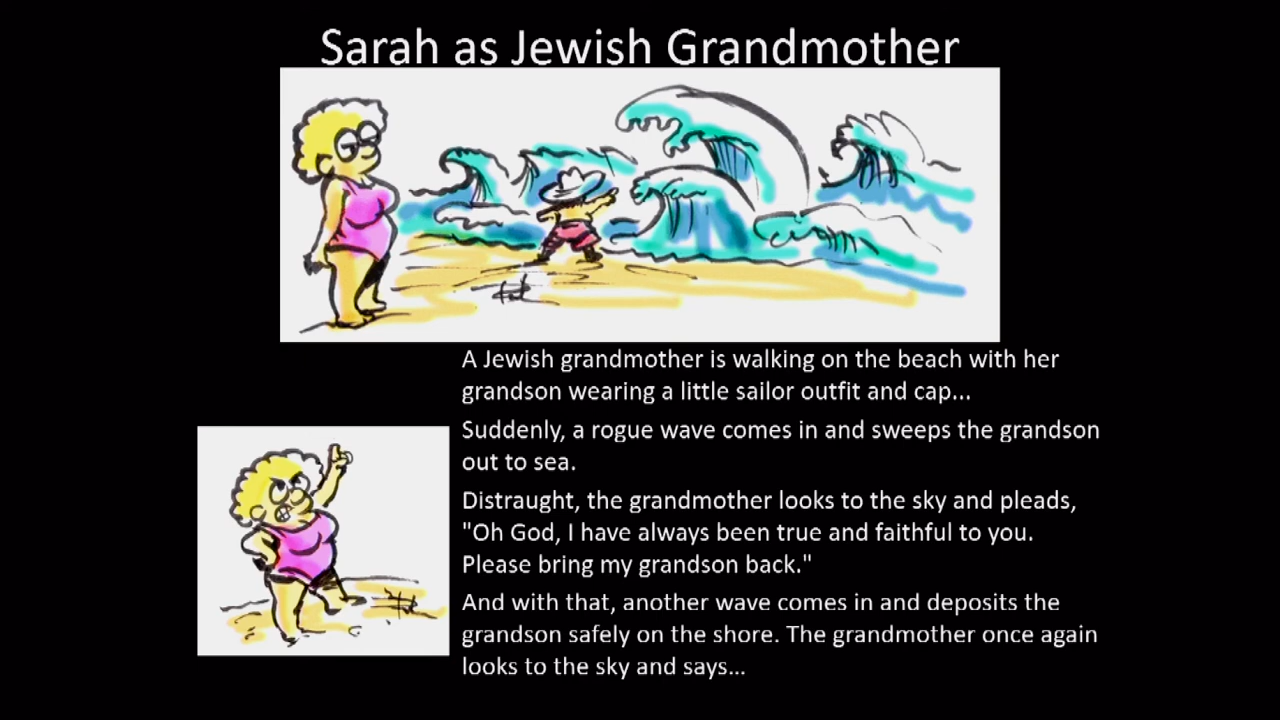 Sarah as Jewish Grandmother
A Jewish grandmother is walking on the beach with her
grandson wearing a little sailor outfit and cap...
Suddenly, a rogue wave comes in and sweeps the grandson
out to sea.
Distraught, the grandmother looks to the sky and pleads,
"Oh God, I have always been true and faithful to you.
Please bring my grandson back."
And with that, another wave comes in and deposits the
grandson safely on the shore. The grandmother once again
looks to the sky and says...